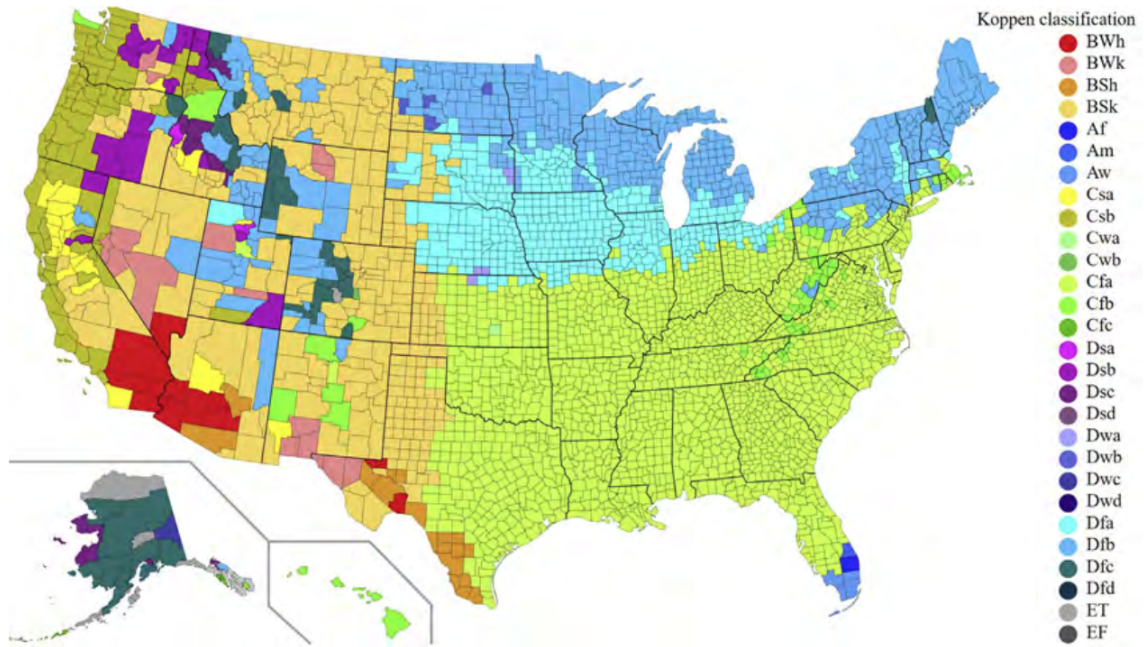 Koppen classification
BWh
BWk
BSh
BSk
Af
Am
Aw
Csa
Csb
Cwa
Cwb
Cfa
Cfb
Cfc
Dsa
Dsb
Dsc
Dsd
Dwa
Dwb
Dwc
Dwd
Dfa
Dfb
Dfc
Dfd
ET
EF